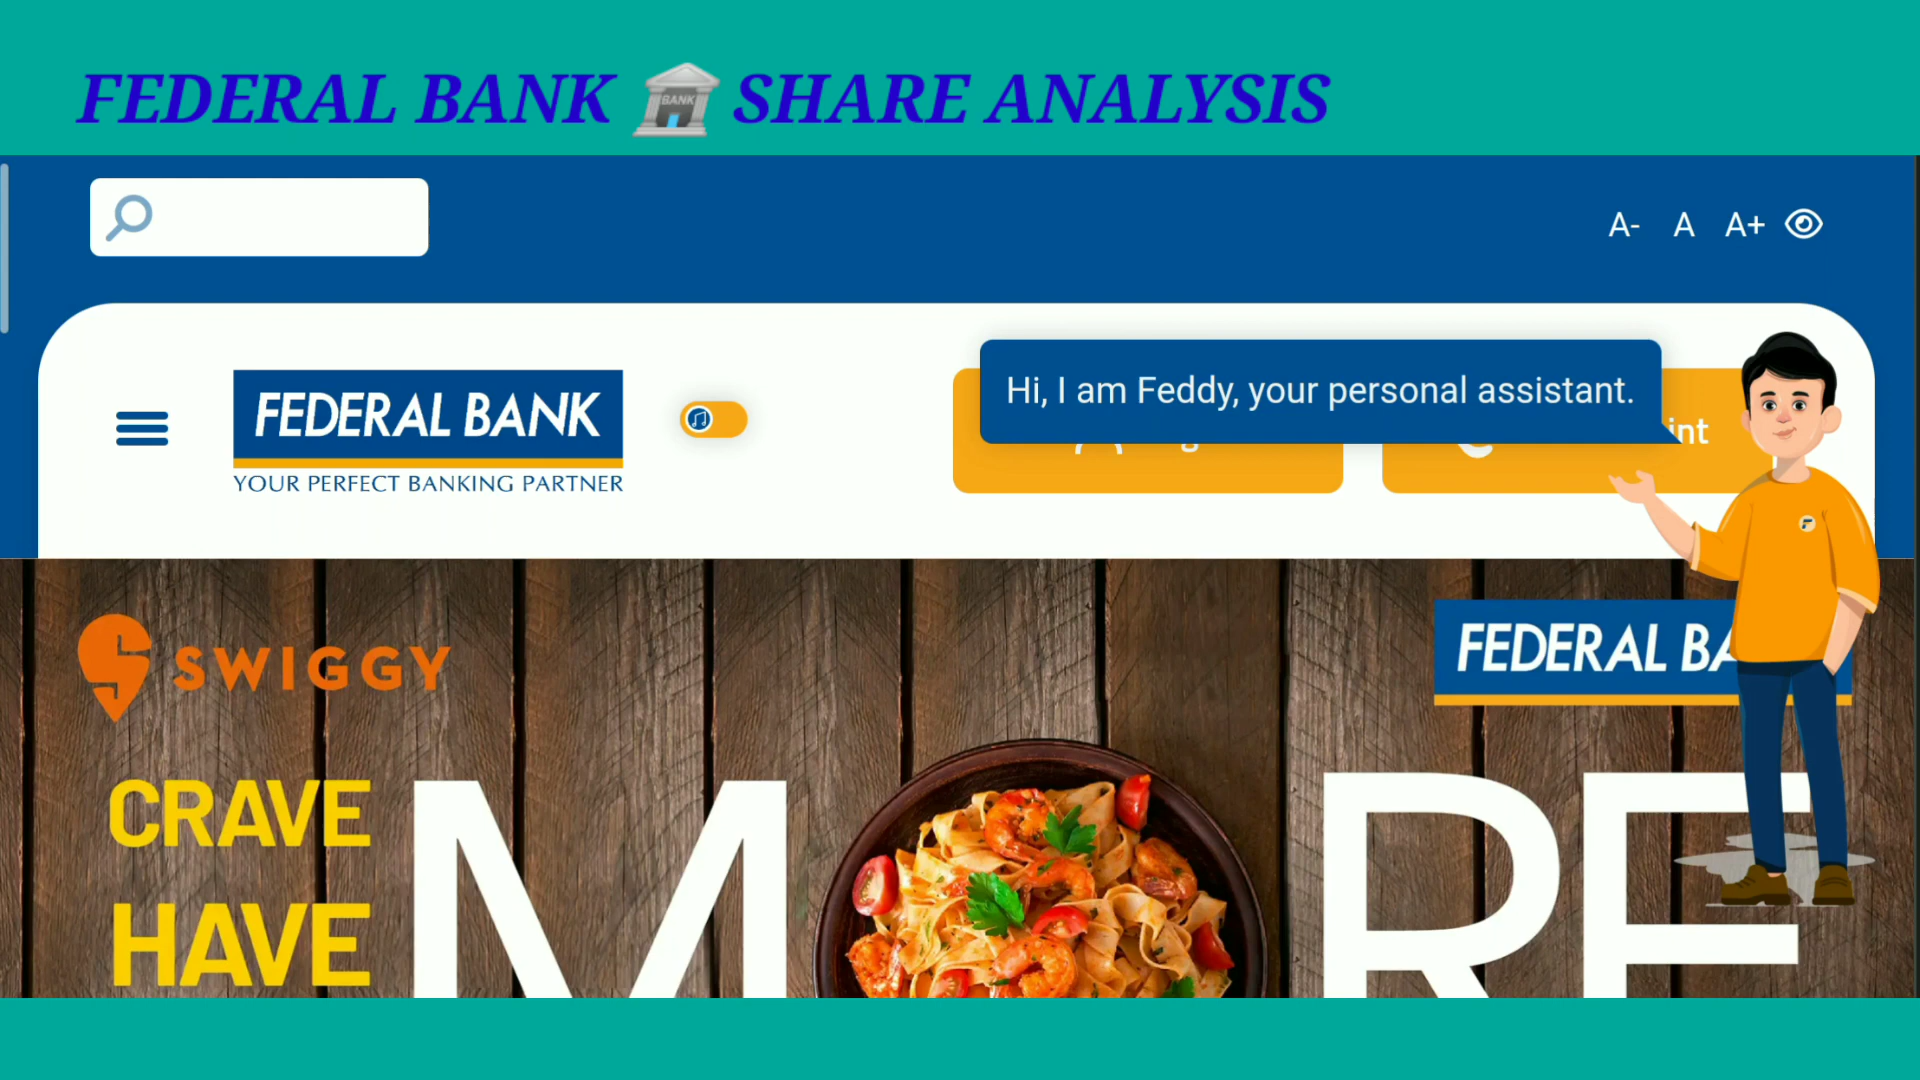 FEDERAL BANK 🏦 SHARE ANALYSIS
A- A A+
Hi, I am Feddy, your personal assistant.
FEDERAL BANK
YOUR PERFECT BANKING PARTNER
SWIGGY
FEDERAL BA
CRAVE
HAVE
MORE